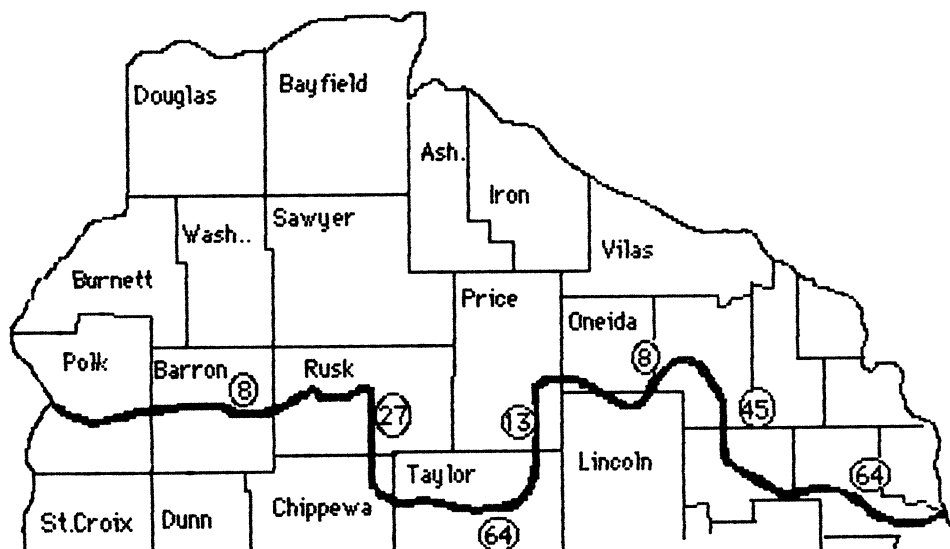 Bayfield
Douglas
Ash.
Iron
Sawyer
Wash..
Vilas
Burnett
Price
Oneida
Polk
Barron
Rusk
8
8
27
13
45
Lincoln
Taylor
64
Chippewa
St.Croix
Dunn
64